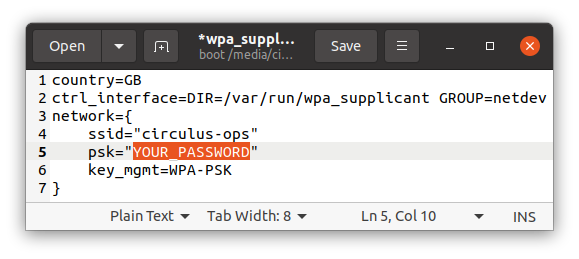 Open
*wpa_suppl...
boot /media/ci...
Save
1 country=GB
2 ctrl_interface=DIR=/var/run/wpa_supplicant GROUP=netdev
3 network={
4     ssid="circulus-ops"
5     psk="YOUR_PASSWORD"
6     key_mgmt=WPA-PSK
7 }
Plain Text Tab Width: 8 Ln 5, Col 10 INS